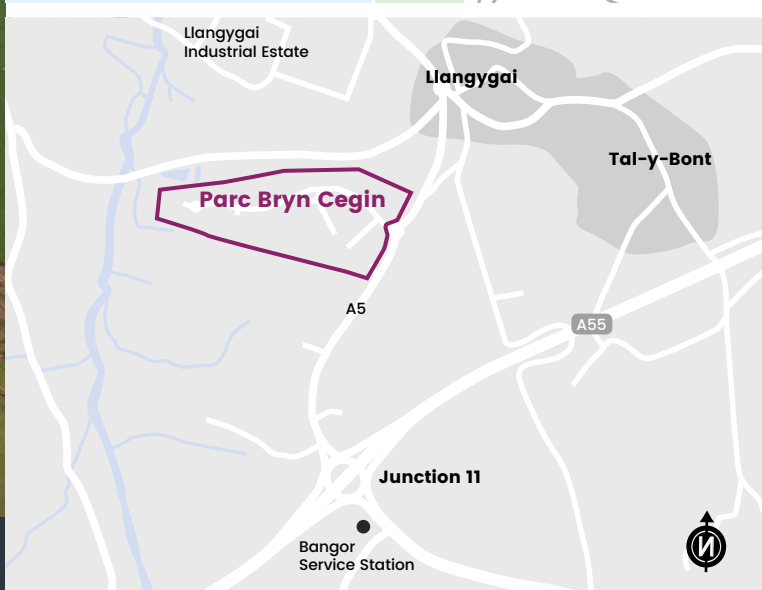 Llangygai
Industrial Estate
Llangygai
Tal-y-Bont
Parc Bryn Cegin
A5
A55
Junction 11
Bangor
Service Station
N